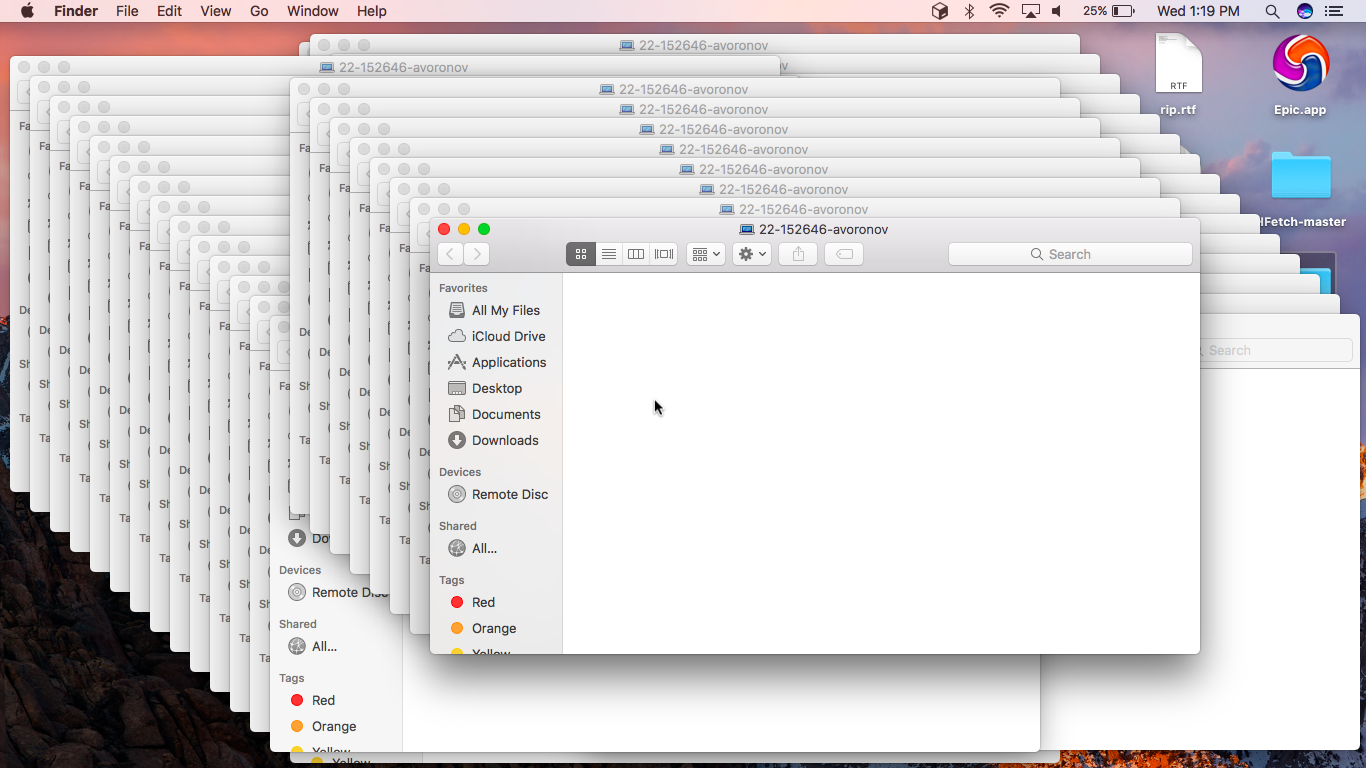 Finder File Edit View Go Window Help 25% Wed 1:19 PM
22-152646-avoronov
22-152646-avoronov
22-152646-avoronov
22-152646-avoronov
22-152646-avoronov
22-152646-avoronov
22-152646-avoronov
22-152646-avoronov
22-152646-avoronov
22-152646-avoronov
RTF
rip.rtf
Epic.app
Fetch-master
Search
Favorites
All My Files
iCloud Drive
Applications
Desktop
Documents
Downloads
Devices
Remote Disc
Shared
All...
Tags
Red
Orange
Yellow
Search
Devices
Remote Disc
Shared
All...
Tags
Red
Orange
Yellow
Yellow